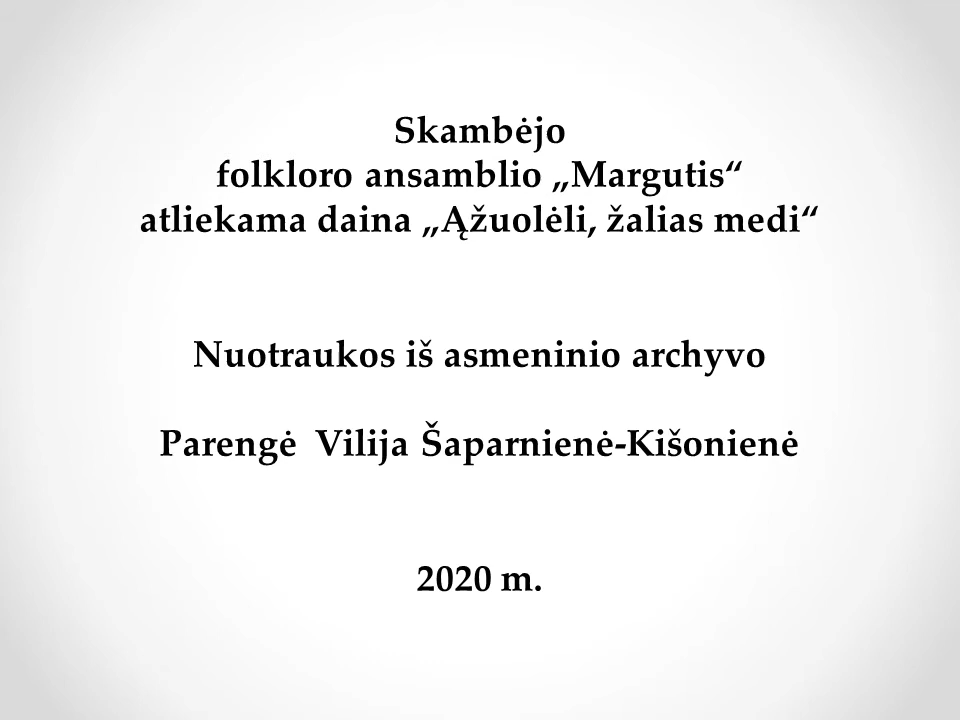 Skambėjo
folkloro ansamblio „Margutis“
atliekama daina „Ąžuolėli, žalias medi“
Nuotraukos iš asmeninio archyvo
Parengė Vilija Šaparnienė-Kišonienė
2020 m.